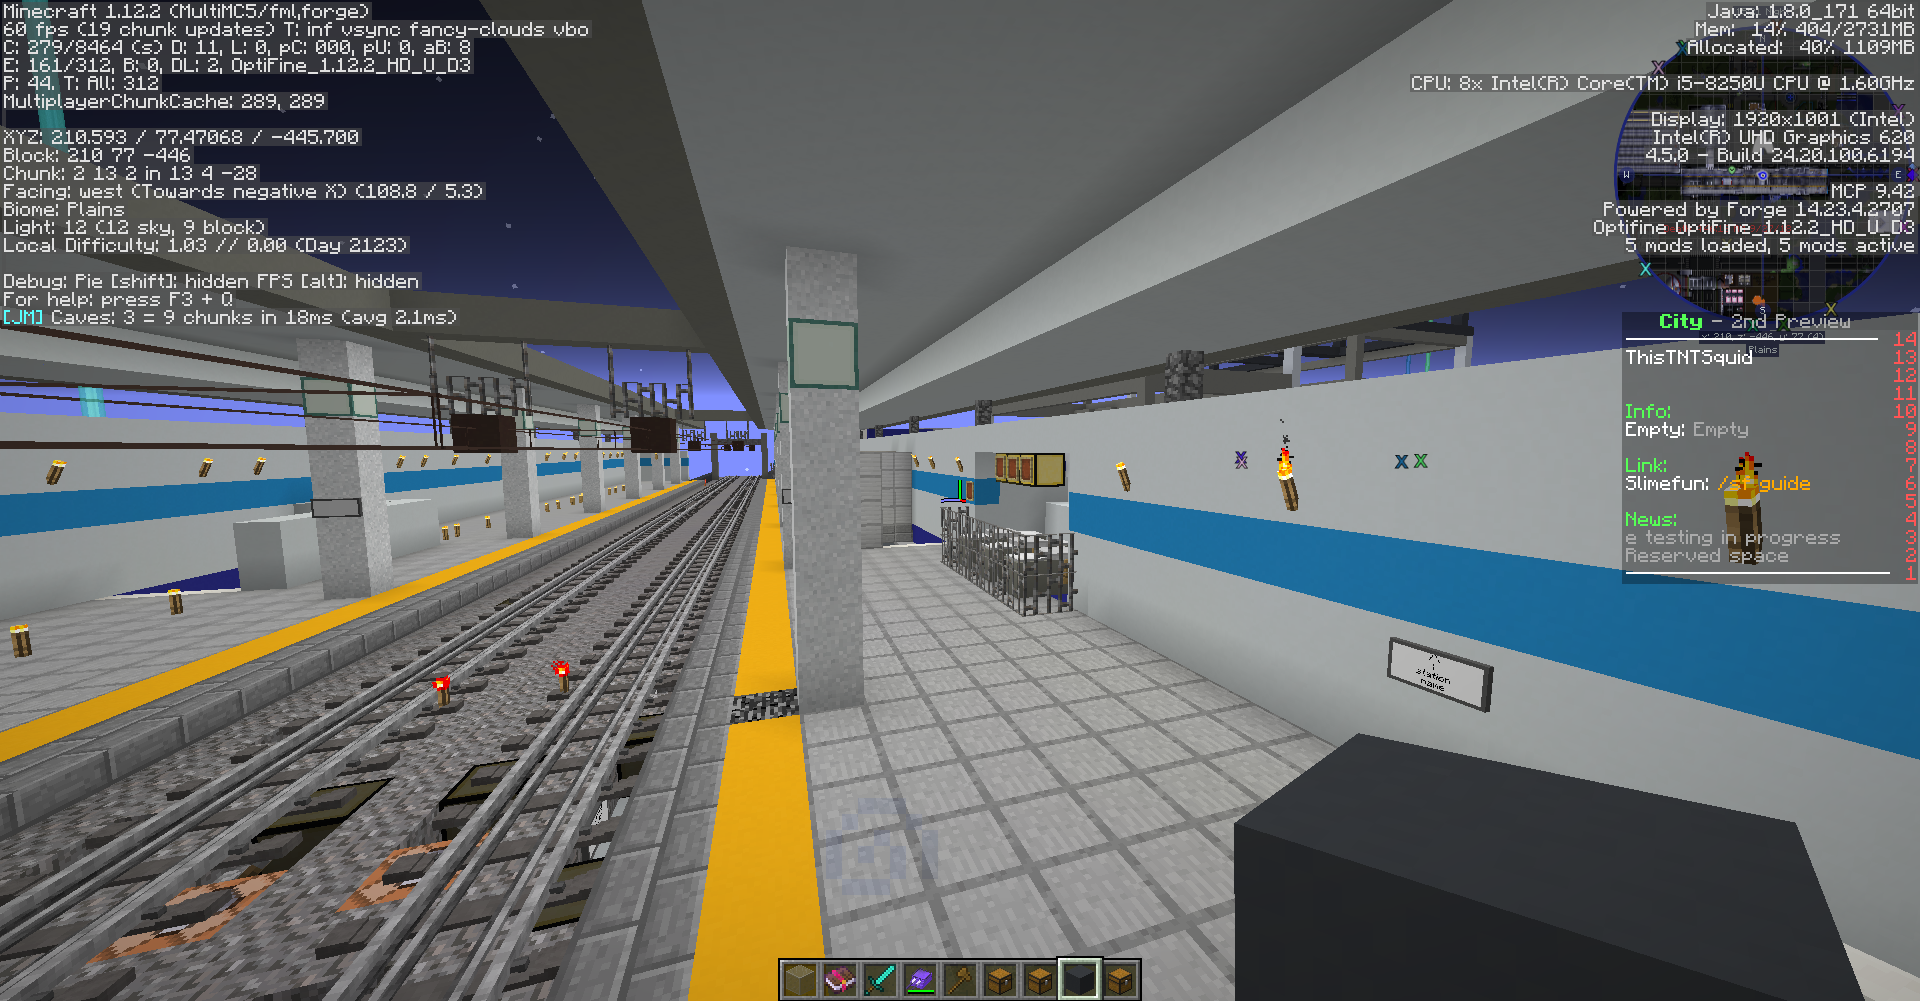 Minecraft 1.12.2 (MultiMC5/fml,forge)
60 fps (19 chunk updates) T: inf vsync fancy-clouds vbo
C: 279/8464 (s) D: 11, L: 0, pC: 000, pU: 0, aB: 8
E: 161/312, B: 0, DL: 2, OptiFine_1.12.2_HD_U_D3
P: 44. T: All: 312
MultiplayerChunkCache: 289, 289
XYZ: 210.593 / 77.47068 / -445.700
Block: 210 77 -446
Chunk: 2 13 2 in 13 4 -28
Facing: west (Towards negative X) (108.8 / 5.3)
Biome: Plains
Light: 12 (12 sky, 9 block)
Local Difficulty: 1.03 // 0.00 (Day 2123)
Debug: Pie [shift]: hidden FPS [alt]: hidden
For help: press F3 + Q
[JM] Caves: 3 = 9 chunks in 18ms (avg 2.1ms)
Java: 1.8.0_171 64bit
Mem: 14% 404/2731MB
Allocated: 40% 1109MB
CPU: 8x Intel(R) Core(TM) i5-8250U CPU @ 1.60GHz
Display: 1920x1001 (Intel)
Intel(R) UHD Graphics 620
4.5.0 - Build 24.20.100.6194
MCP 9.42
Powered by Forge 14.23.4.2707
Optifine OptiFine_1.12.2_HD_U_D3
5 mods loaded, 5 mods active
W
E
S
City - 2nd Preview
x: 210, z: -446, y: 77 (4)
Plains
14
ThisTNTSquid 13
12
11
Info: 10
Empty: Empty 9
8
Link: 7
Slimefun: /sf guide 6
5
News: 4
e testing in progress 3
Reserved space 2
1
station
name